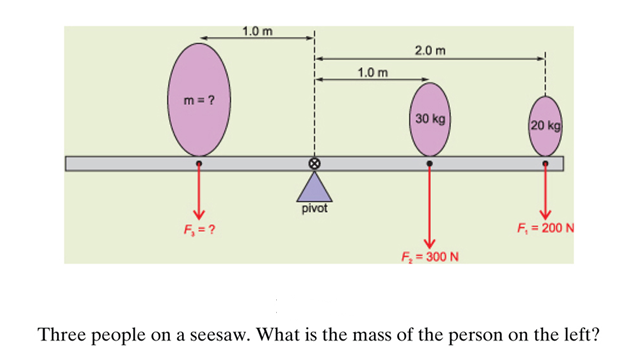 1.0 m
2.0 m
1.0 m
m = ?
30 kg
20 kg
pivot
F₃ = ?
F₁ = 200 N
F₂ = 300 N
Three people on a seesaw. What is the mass of the person on the left?